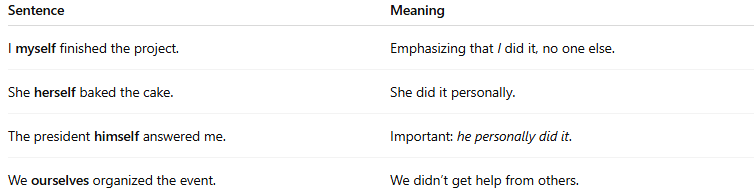 Sentence Meaning
I myself finished the project. Emphasizing that I did it, no one else.
She herself baked the cake. She did it personally.
The president himself answered me. Important: he personally did it.
We ourselves organized the event. We didn’t get help from others.